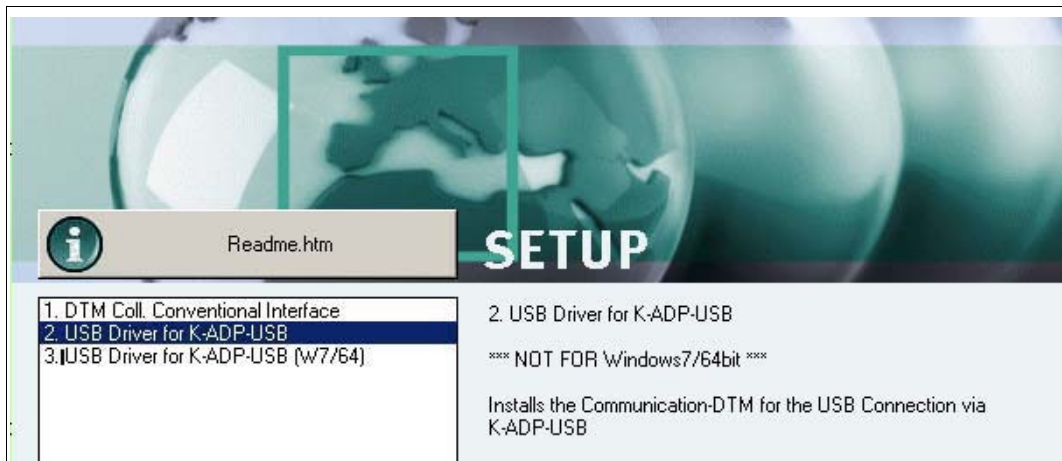 Readme.htm
SETUP
1. DTM Coll. Conventional Interface
2. USB Driver for K-ADP-USB
3. USB Driver for K-ADP-USB (W7/64)
2. USB Driver for K-ADP-USB
*** NOT FOR Windows7/64bit ***
Installs the Communication-DTM for the USB Connection via
K-ADP-USB